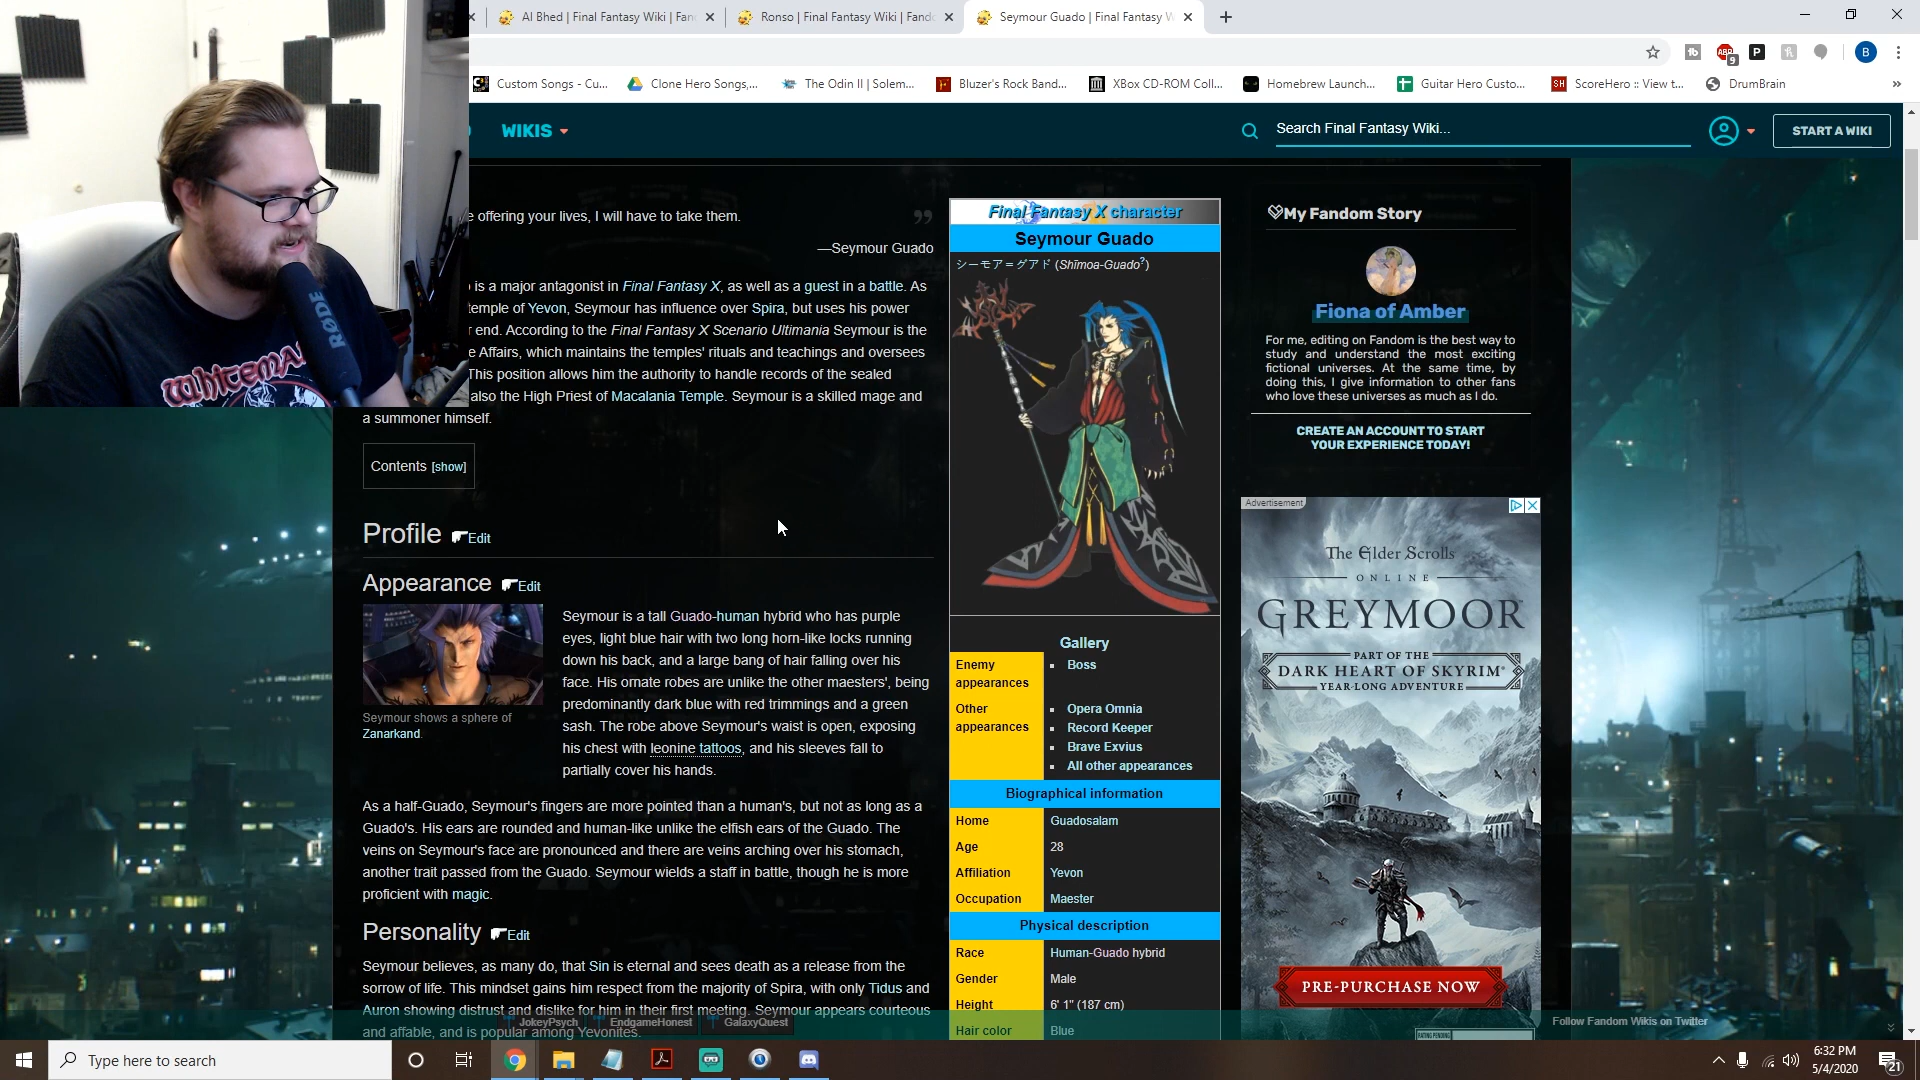 Al Bhed | Final Fantasy Wiki | Fan
Ronso | Final Fantasy Wiki | Fand
Seymour Guado | Final Fantasy W
B
9
Custom Songs - Cu...
Clone Hero Songs,...
The Odin II | Solem...
Bluzer's Rock Band...
XBox CD-ROM Coll...
Homebrew Launch...
Guitar Hero Custo...
ScoreHero :: View t...
DrumBrain
WIKIS
Search Final Fantasy Wiki...
START A WIKI
RØDE
e offering your lives, I will have to take them.
—Seymour Guado
is a major antagonist in Final Fantasy X, as well as a guest in a battle. As
temple of Yevon, Seymour has influence over Spira, but uses his power
r end. According to the Final Fantasy X Scenario Ultimania Seymour is the
e Affairs, which maintains the temples' rituals and teachings and oversees
This position allows him the authority to handle records of the sealed
also the High Priest of Macalania Temple. Seymour is a skilled mage and
a summoner himself.
Contents [show]
Profile Edit
Appearance Edit
Seymour shows a sphere of
Zanarkand.
Seymour is a tall Guado-human hybrid who has purple
eyes, light blue hair with two long horn-like locks running
down his back, and a large bang of hair falling over his
face. His ornate robes are unlike the other maesters', being
predominantly dark blue with red trimmings and a green
sash. The robe above Seymour's waist is open, exposing
his chest with leonine tattoos, and his sleeves fall to
partially cover his hands.
As a half-Guado, Seymour's fingers are more pointed than a human's, but not as long as a
Guado's. His ears are rounded and human-like unlike the elfish ears of the Guado. The
veins on Seymour's face are pronounced and there are veins arching over his stomach,
another trait passed from the Guado. Seymour wields a staff in battle, though he is more
proficient with magic.
Personality Edit
Seymour believes, as many do, that Sin is eternal and sees death as a release from the
sorrow of life. This mindset gains him respect from the majority of Spira, with only Tidus and
Auron showing distrust and dislike for him in their first meeting. Seymour appears courteous
and affable, and is popular among Yevonites.
JokeyPsych
EndgameHonest
GalaxyQuest
Final Fantasy X character
Seymour Guado
シーモア＝グアド (Shīmoa-Guado?)
Gallery
Enemy appearances
Boss
Other appearances
Opera Omnia
Record Keeper
Brave Exvius
All other appearances
Biographical information
Home Guadosalam
Age 28
Affiliation Yevon
Occupation Maester
Physical description
Race Human-Guado hybrid
Gender Male
Height 6' 1" (187 cm)
Hair color Blue
My Fandom Story
Fiona of Amber
For me, editing on Fandom is the best way to
study and understand the most exciting
fictional universes. At the same time, by
doing this, I give information to other fans
who love these universes as much as I do.
CREATE AN ACCOUNT TO START
YOUR EXPERIENCE TODAY!
Advertisement
The Elder Scrolls
ONLINE
GREYMOOR
PART OF THE
DARK HEART OF SKYRIM®
YEAR-LONG ADVENTURE
PRE-PURCHASE NOW
Follow Fandom Wikis on Twitter
Type here to search
6:32 PM
5/4/2020
21